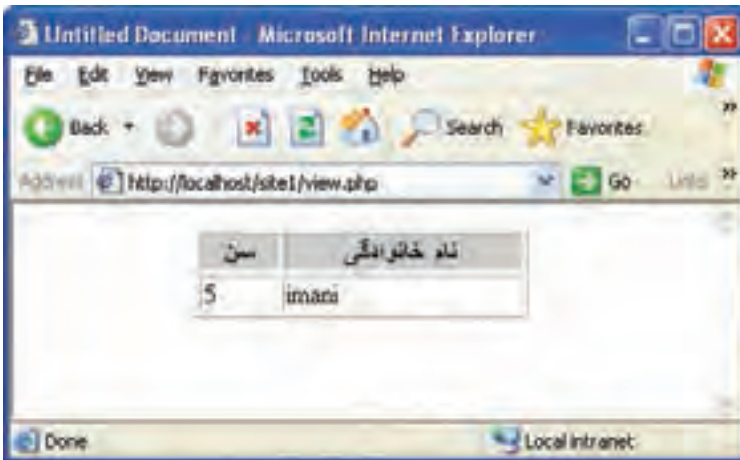 Untitled Document - Microsoft Internet Explorer
File Edit View Favorites Tools Help
Back Search Favorites »
Address http://localhost/site1/view.php Go Links »
نام خانوادگی سن
imani 5
Done Local intranet